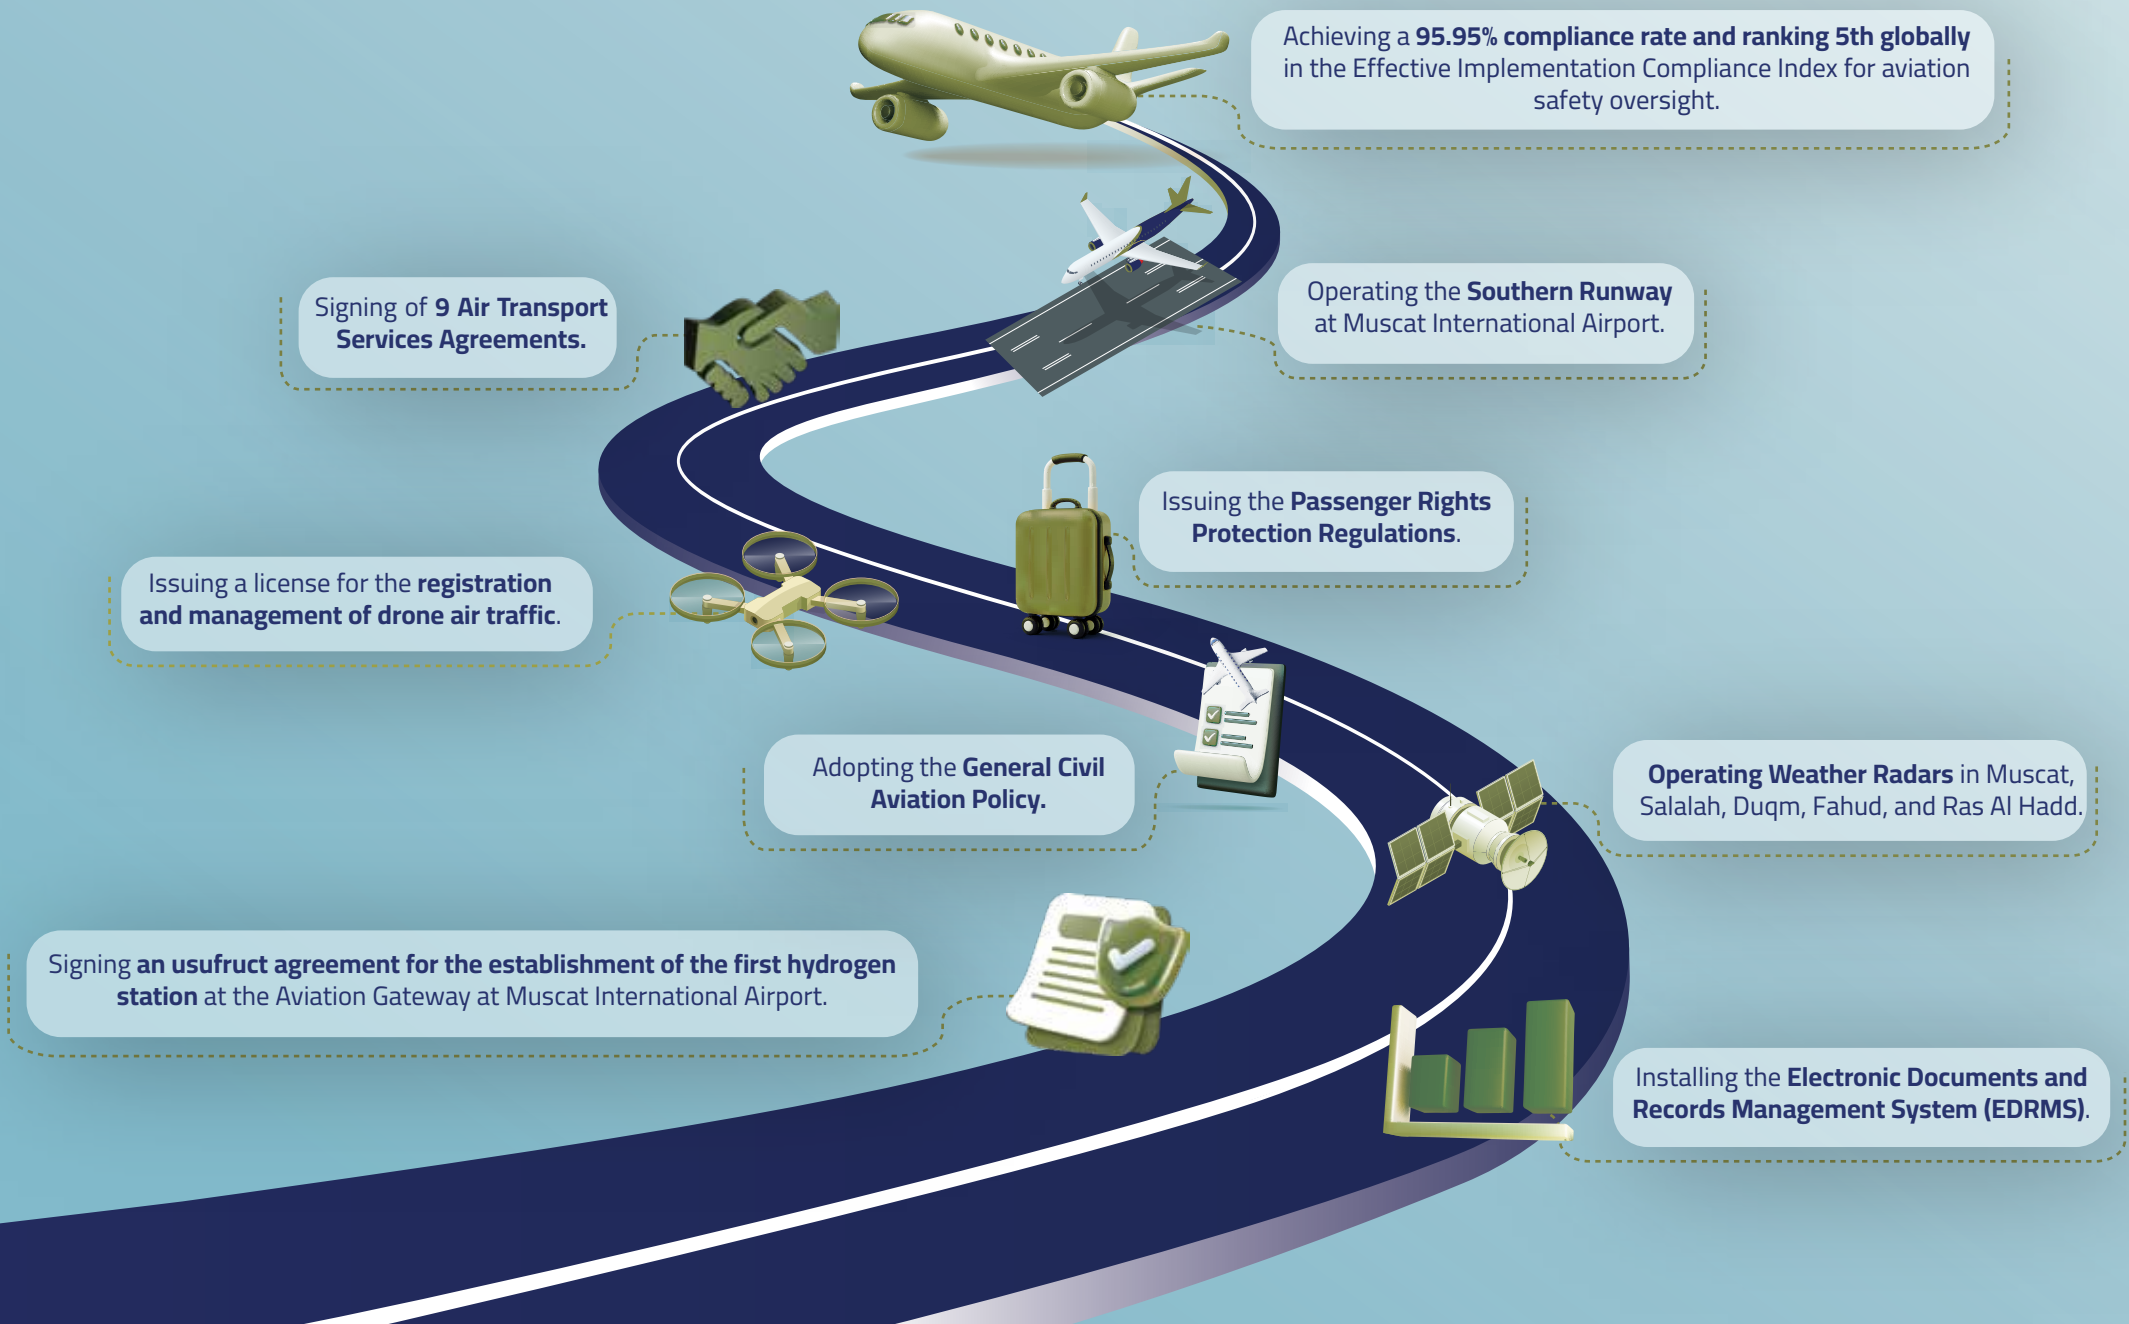 Achieving a 95.95% compliance rate and ranking 5th globally
in the Effective Implementation Compliance Index for aviation
safety oversight.
Signing of 9 Air Transport
Services Agreements.
Operating the Southern Runway
at Muscat International Airport.
Issuing the Passenger Rights
Protection Regulations.
Issuing a license for the registration
and management of drone air traffic.
Adopting the General Civil
Aviation Policy.
Operating Weather Radars in Muscat,
Salalah, Duqm, Fahud, and Ras Al Hadd.
Signing an usufruct agreement for the establishment of the first hydrogen
station at the Aviation Gateway at Muscat International Airport.
Installing the Electronic Documents and
Records Management System (EDRMS).